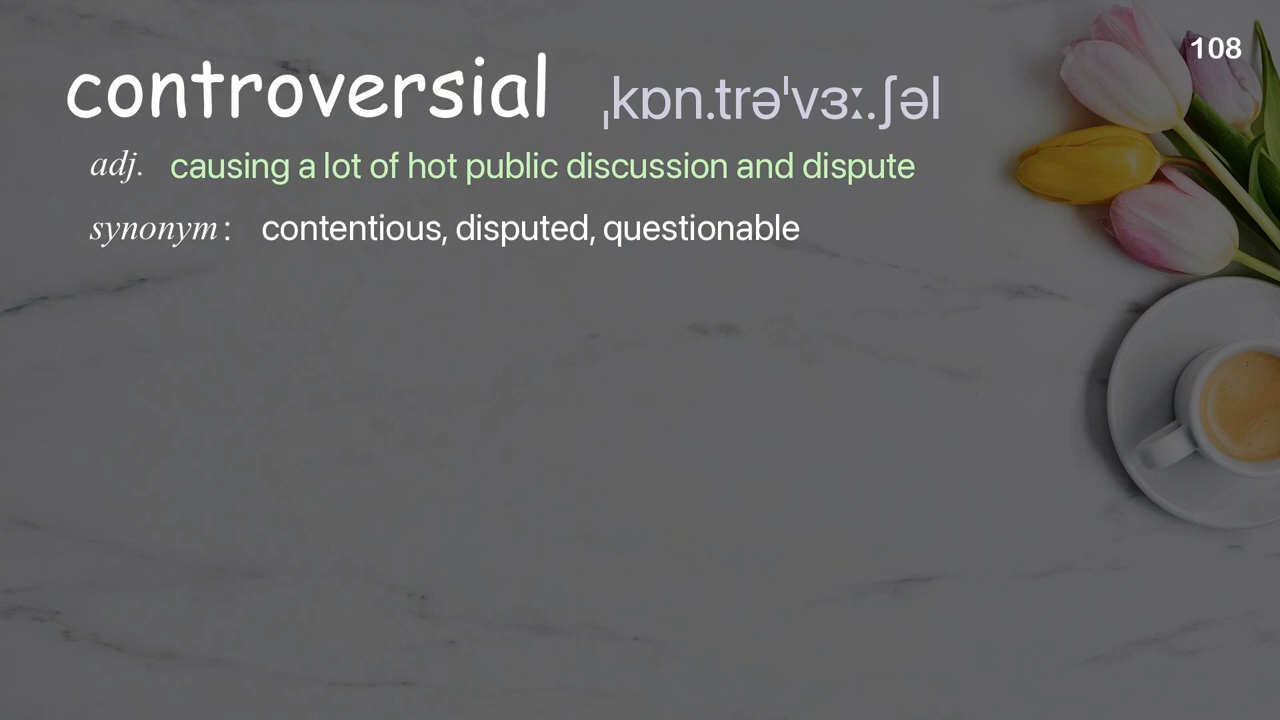 108
controversial ˌkɒn.trəˈvɜː.ʃəl
adj. causing a lot of hot public discussion and dispute
synonym: contentious, disputed, questionable